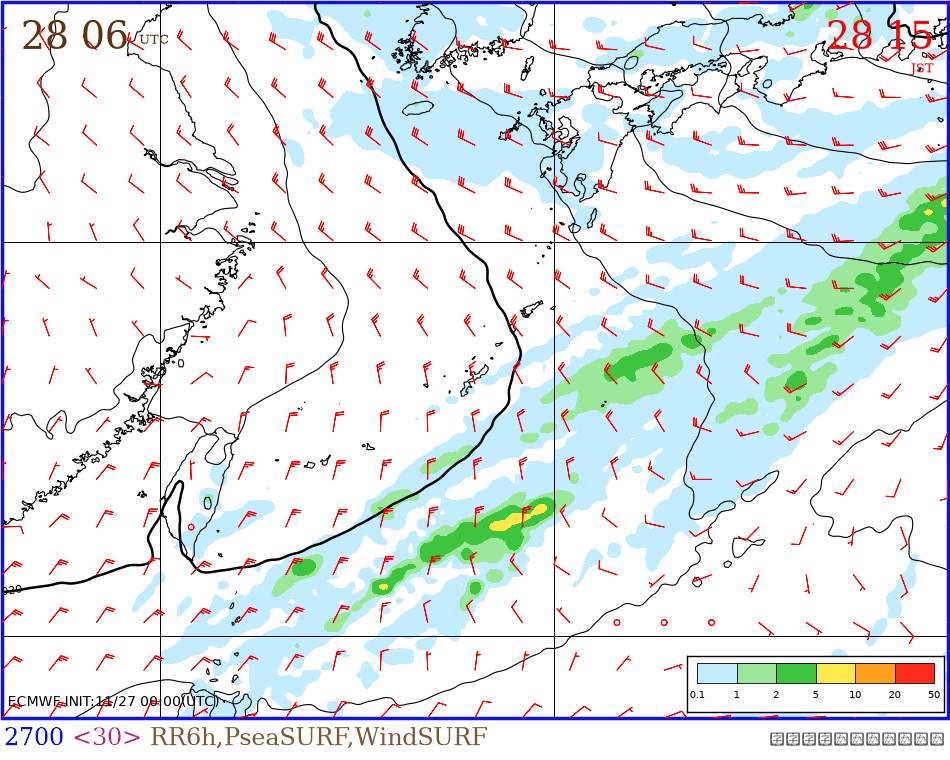 28 06 UTC
28 15
JST
020
ECMWF INIT:11/27 00:00(UTC)
0.1 1 2 5 10 20 50
2700 <30> RR6h,PseaSURF,WindSURF